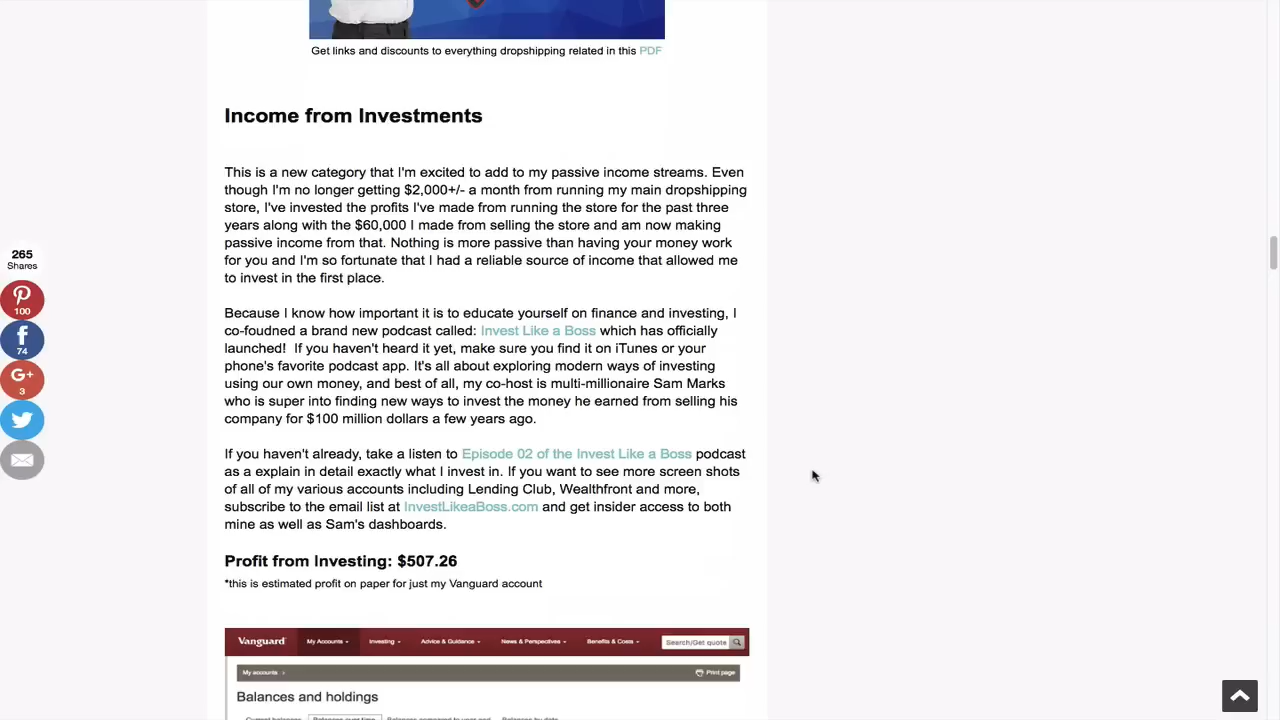 Get links and discounts to everything dropshipping related in this PDF
Income from Investments
This is a new category that I'm excited to add to my passive income streams. Even
though I'm no longer getting $2,000+/- a month from running my main dropshipping
store, I've invested the profits I've made from running the store for the past three
years along with the $60,000 I made from selling the store and am now making
passive income from that. Nothing is more passive than having your money work
for you and I'm so fortunate that I had a reliable source of income that allowed me
to invest in the first place.
265
Shares
100
74
G+
3
Because I know how important it is to educate yourself on finance and investing, I
co-foudned a brand new podcast called: Invest Like a Boss which has officially
launched!  If you haven't heard it yet, make sure you find it on iTunes or your
phone's favorite podcast app. It's all about exploring modern ways of investing
using our own money, and best of all, my co-host is multi-millionaire Sam Marks
who is super into finding new ways to invest the money he earned from selling his
company for $100 million dollars a few years ago.
If you haven't already, take a listen to Episode 02 of the Invest Like a Boss podcast
as a explain in detail exactly what I invest in. If you want to see more screen shots
of all of my various accounts including Lending Club, Wealthfront and more,
subscribe to the email list at InvestLikeaBoss.com and get insider access to both
mine as well as Sam's dashboards.
Profit from Investing: $507.26
*this is estimated profit on paper for just my Vanguard account
Vanguard My Accounts Investing Advice & Guidance News & Perspectives Benefits & Costs Search/Get quote
My accounts Print page
Balances and holdings
Current balances Balances over time Balances compared to year-end Balances by date